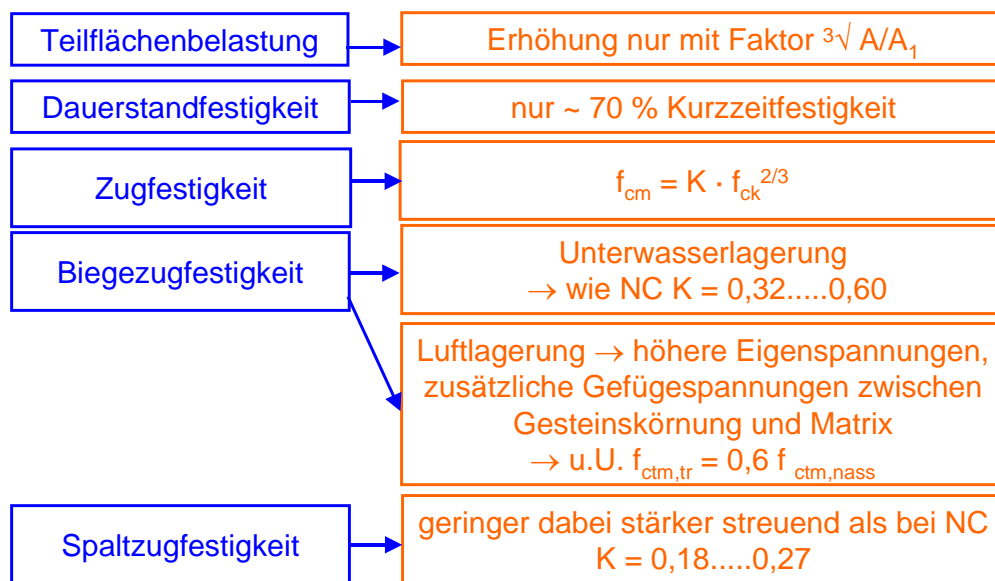 Teilflächenbelastung
Erhöhung nur mit Faktor ³√ A/A₁
Dauerstandfestigkeit
nur ~ 70 % Kurzzeitfestigkeit
Zugfestigkeit
f_cm = K · f_ck^2/3
Biegezugfestigkeit
Unterwasserlagerung
→ wie NC K = 0,32.....0,60
Luftlagerung → höhere Eigenspannungen,
zusätzliche Gefügespannungen zwischen
Gesteinskörnung und Matrix
→ u.U. f_ctm,tr = 0,6 f_ctm,nass
Spaltzugfestigkeit
geringer dabei stärker streuend als bei NC
K = 0,18.....0,27